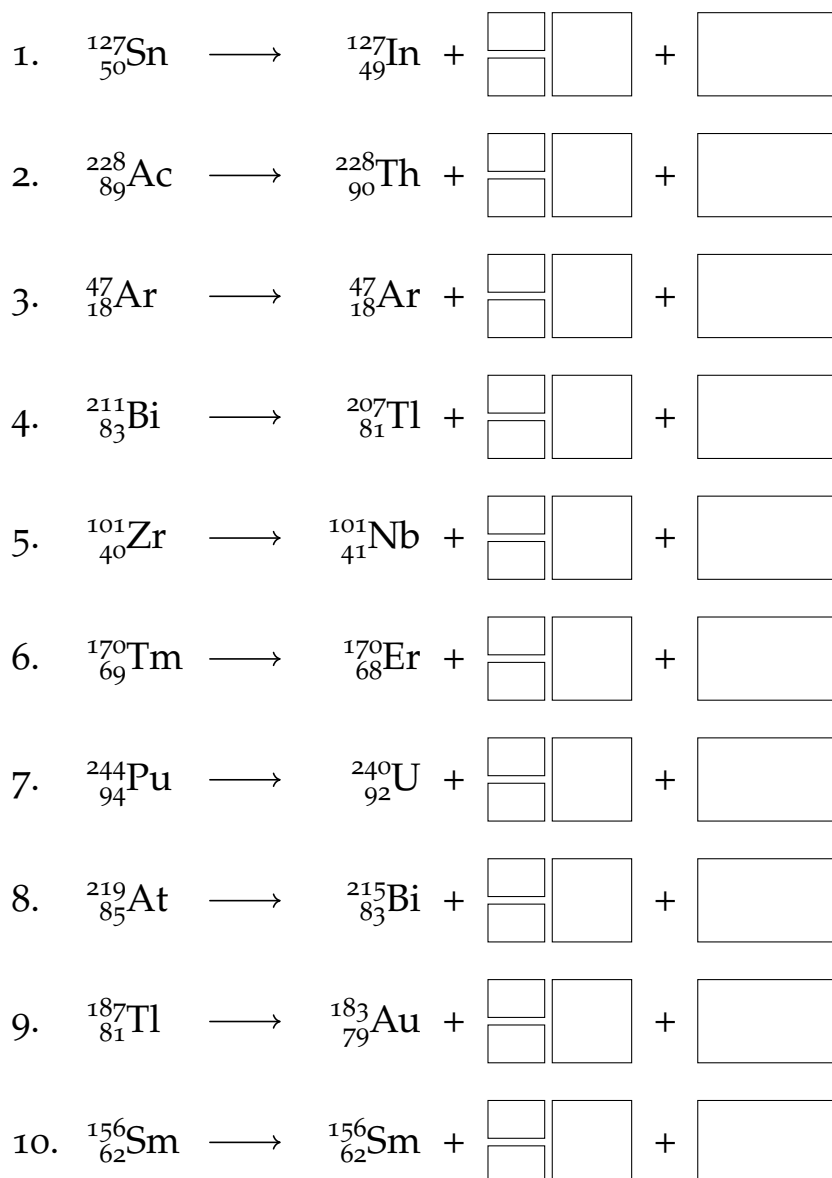 1. ¹²⁷₅₀Sn ⟶ ¹²⁷₄₉In + +
2. ²²⁸₈₉Ac ⟶ ²²⁸₉₀Th + +
3. ⁴⁷₁₈Ar ⟶ ⁴⁷₁₈Ar + +
4. ²¹¹₈₃Bi ⟶ ²⁰⁷₈₁Tl + +
5. ¹⁰¹₄₀Zr ⟶ ¹⁰¹₄₁Nb + +
6. ¹⁷⁰₆₉Tm ⟶ ¹⁷⁰₆₈Er + +
7. ²⁴⁴₉₄Pu ⟶ ²⁴⁰₉₂U + +
8. ²¹⁹₈₅At ⟶ ²¹⁵₈₃Bi + +
9. ¹⁸⁷₈₁Tl ⟶ ¹⁸³₇₉Au + +
10. ¹⁵⁶₆₂Sm ⟶ ¹⁵⁶₆₂Sm + +